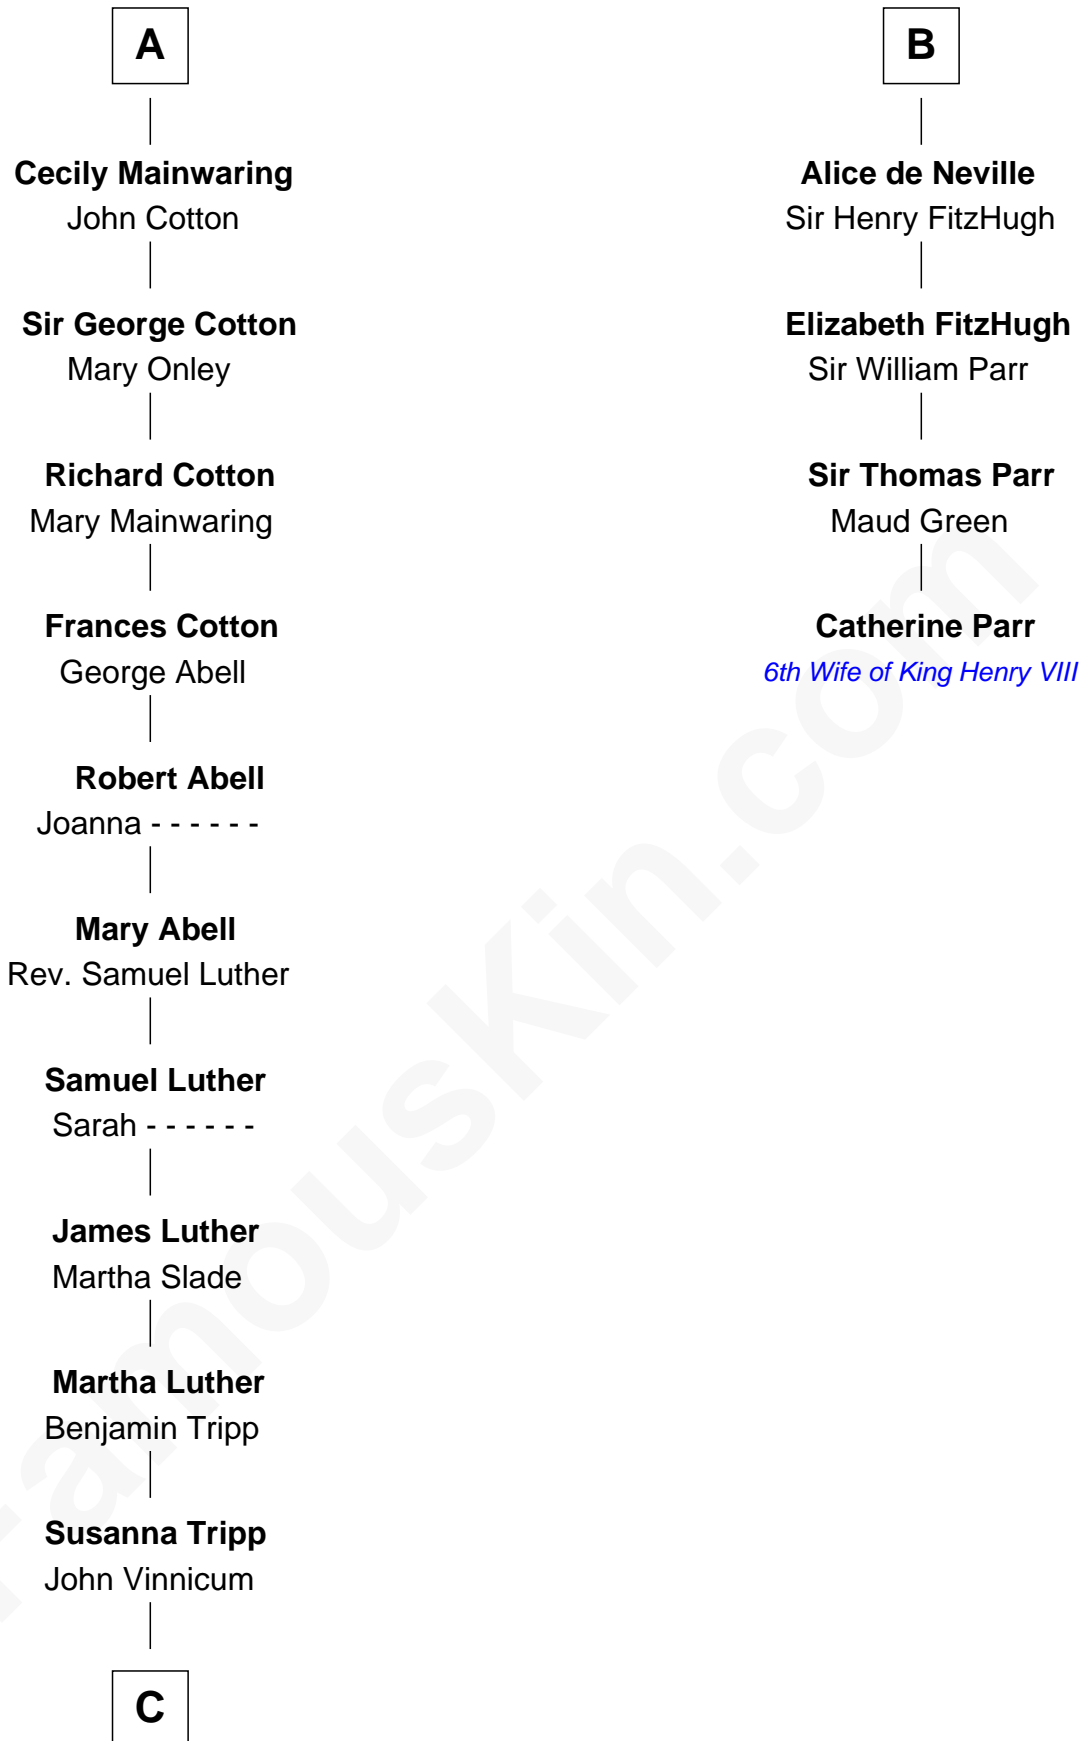 A
Cecily Mainwaring
John Cotton
Sir George Cotton
Mary Onley
Richard Cotton
Mary Mainwaring
Frances Cotton
George Abell
Robert Abell
Joanna - - - - - -
Mary Abell
Rev. Samuel Luther
Samuel Luther
Sarah - - - - - -
James Luther
Martha Slade
Martha Luther
Benjamin Tripp
Susanna Tripp
John Vinnicum
C
B
Alice de Neville
Sir Henry FitzHugh
Elizabeth FitzHugh
Sir William Parr
Sir Thomas Parr
Maud Green
Catherine Parr
6th Wife of King Henry VIII
FamousKin.com